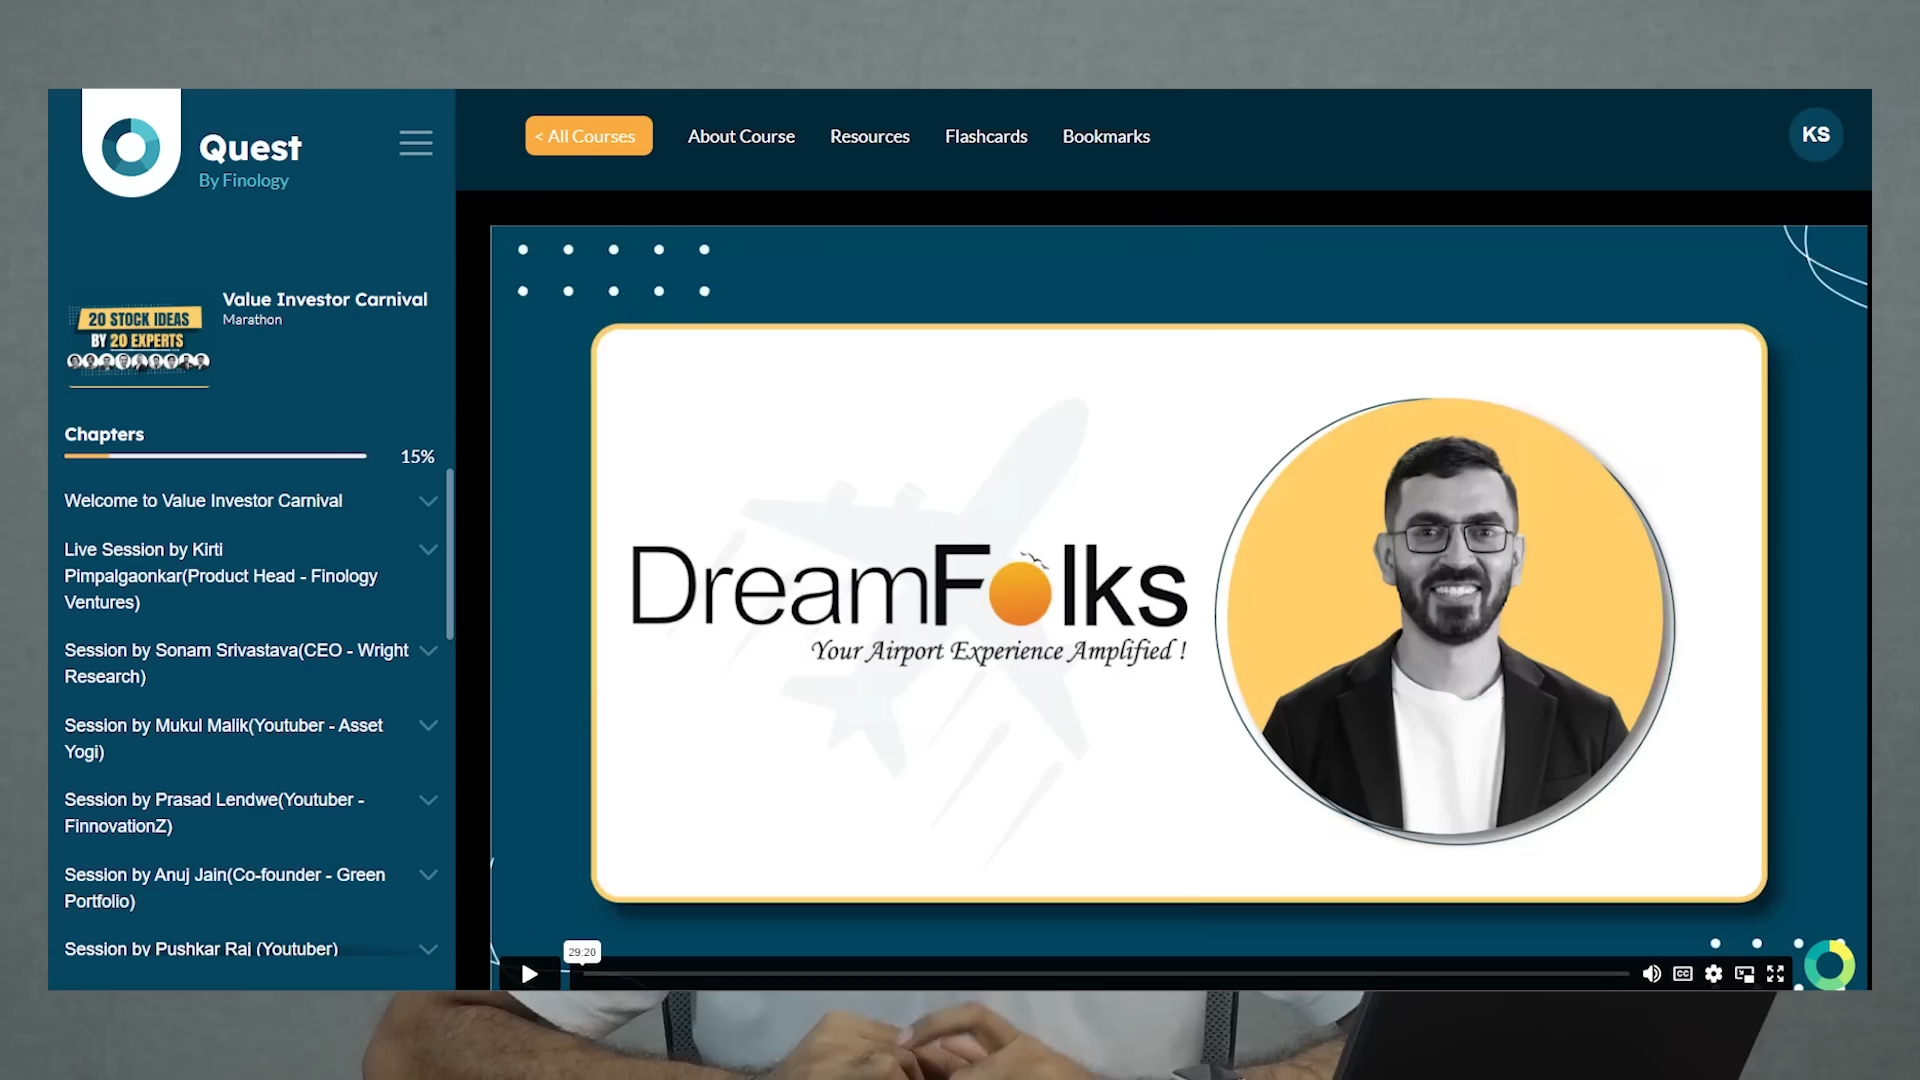 Quest
By Finology
< All Courses
About Course
Resources
Flashcards
Bookmarks
KS
20 STOCK IDEAS
BY 20 EXPERTS
Value Investor Carnival
Marathon
Chapters
15%
Welcome to Value Investor Carnival
Live Session by Kirti
Pimpalgaonkar(Product Head - Finology
Ventures)
Session by Sonam Srivastava(CEO - Wright
Research)
Session by Mukul Malik(Youtuber - Asset
Yogi)
Session by Prasad Lendwe(Youtuber -
FinnovationZ)
Session by Anuj Jain(Co-founder - Green
Portfolio)
Session by Pushkar Raj (Youtuber)
DreamFolks
Your Airport Experience Amplified !
29:20
CC